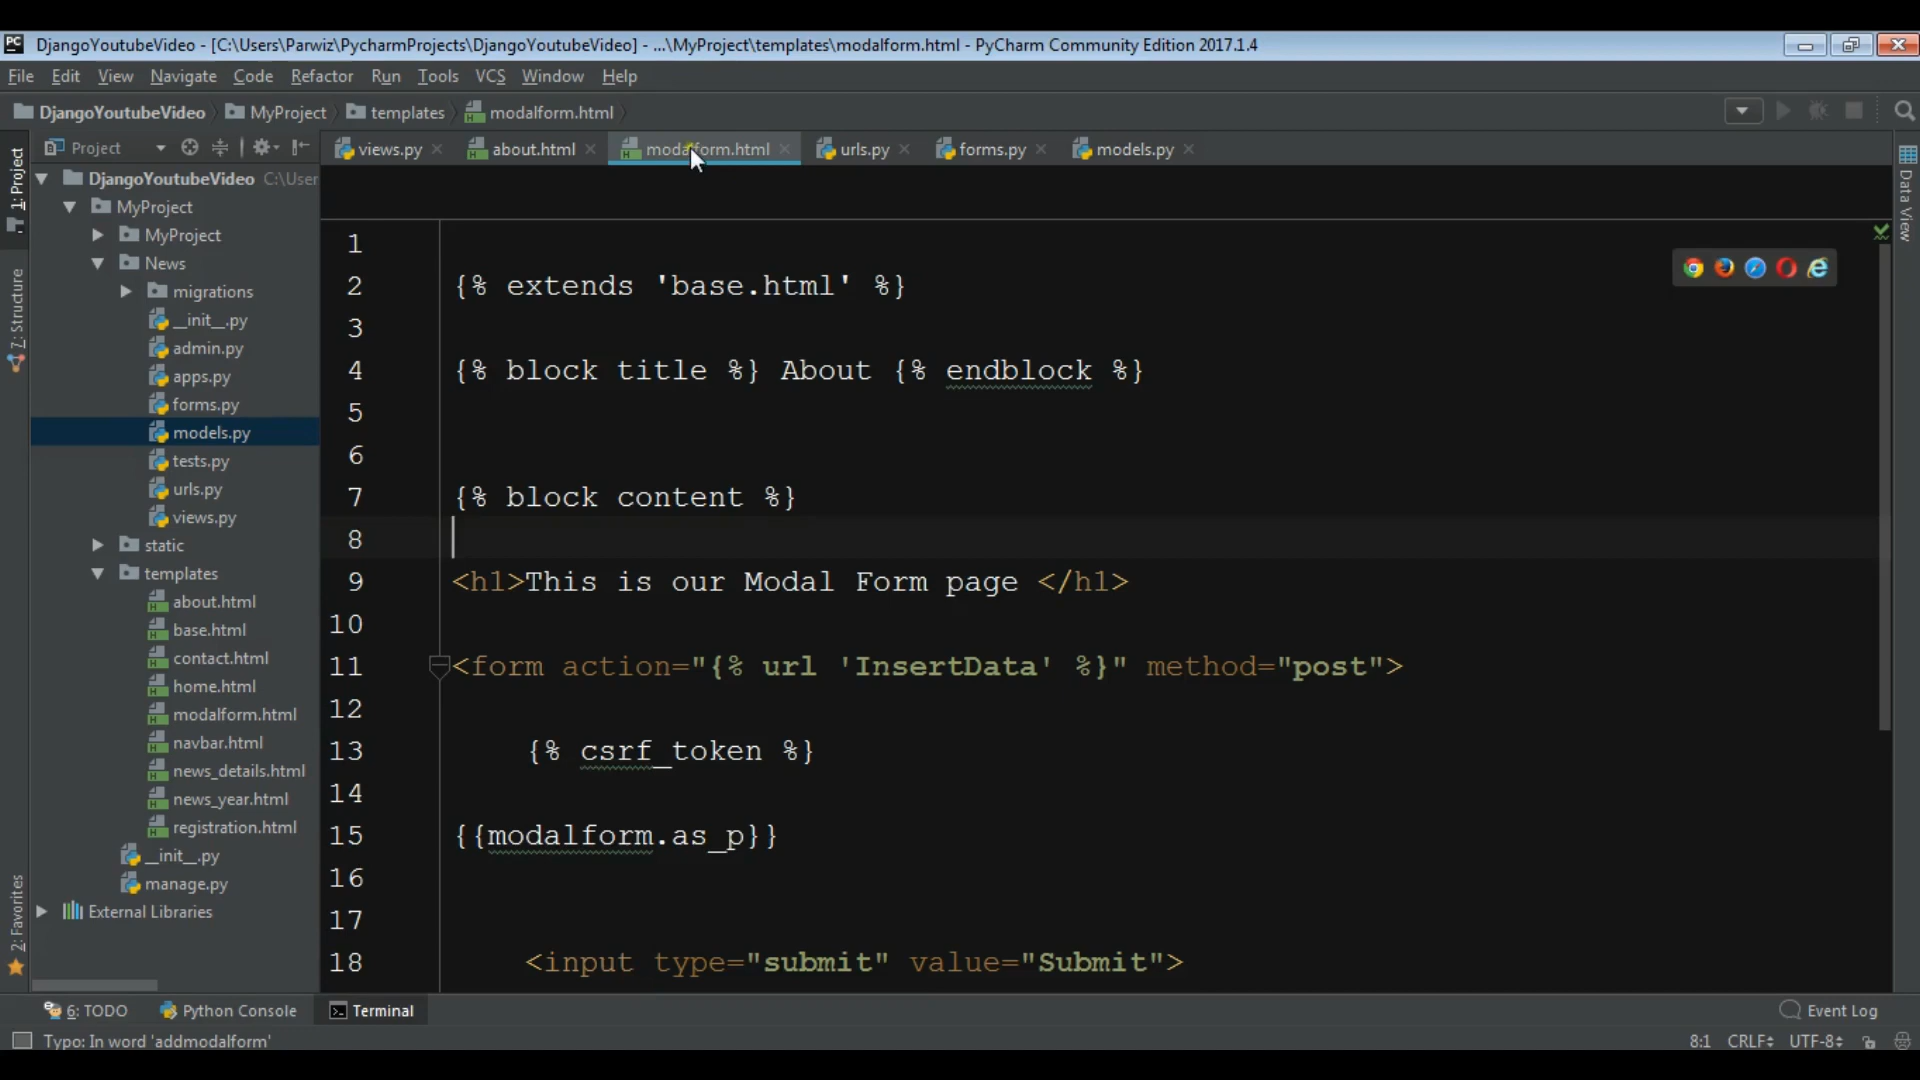 DjangoYoutubeVideo - [C:\Users\Parwiz\PycharmProjects\DjangoYoutubeVideo] - ...\MyProject\templates\modalform.html - PyCharm Community Edition 2017.1.4
File Edit View Navigate Code Refactor Run Tools VCS Window Help
DjangoYoutubeVideo MyProject templates modalform.html
Project views.py about.html modalform.html urls.py forms.py models.py
1: Project
7: Structure
2: Favorites
Data View
DjangoYoutubeVideo C:\User
MyProject
MyProject
News
migrations
__init__.py
admin.py
apps.py
forms.py
models.py
tests.py
urls.py
views.py
static
templates
about.html
base.html
contact.html
home.html
modalform.html
navbar.html
news_details.html
news_year.html
registration.html
__init__.py
manage.py
External Libraries
1
2 {% extends 'base.html' %}
3
4 {% block title %} About {% endblock %}
5
6
7 {% block content %}
8
9 <h1>This is our Modal Form page </h1>
10
11 <form action="{% url 'InsertData' %}" method="post">
12
13 {% csrf_token %}
14
15 {{modalform.as_p}}
16
17
18 <input type="submit" value="Submit">
6: TODO Python Console Terminal Event Log
Typo: In word 'addmodalform' 8:1 CRLF UTF-8